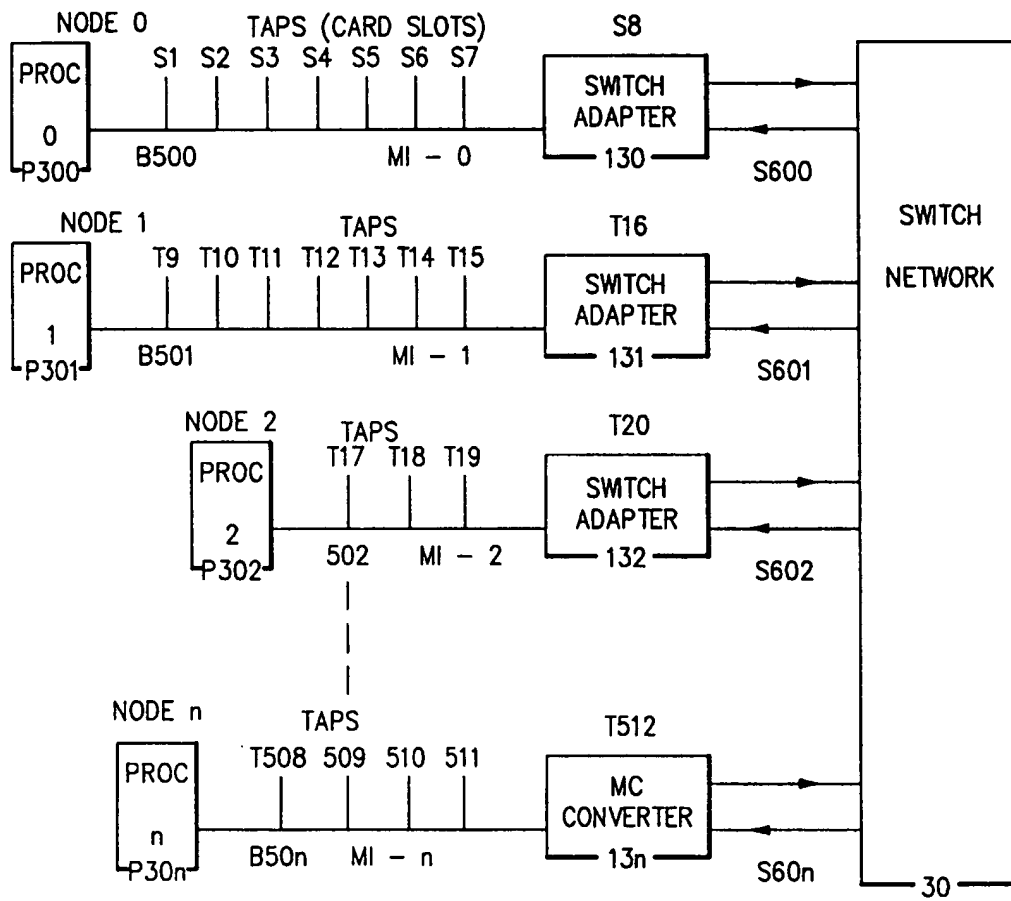 NODE 0
TAPS (CARD SLOTS)
S8
S1 S2 S3 S4 S5 S6 S7
PROC
0
P300
B500
MI - 0
SWITCH
ADAPTER
130
S600
NODE 1
TAPS
T16
T9 T10 T11 T12 T13 T14 T15
PROC
1
P301
B501
MI - 1
SWITCH
ADAPTER
131
S601
SWITCH
NETWORK
NODE 2
TAPS
T20
T17 T18 T19
PROC
2
P302
502
MI - 2
SWITCH
ADAPTER
132
S602
NODE n
TAPS
T512
T508 509 510 511
PROC
n
P30n
B50n
MI - n
MC
CONVERTER
13n
S60n
30